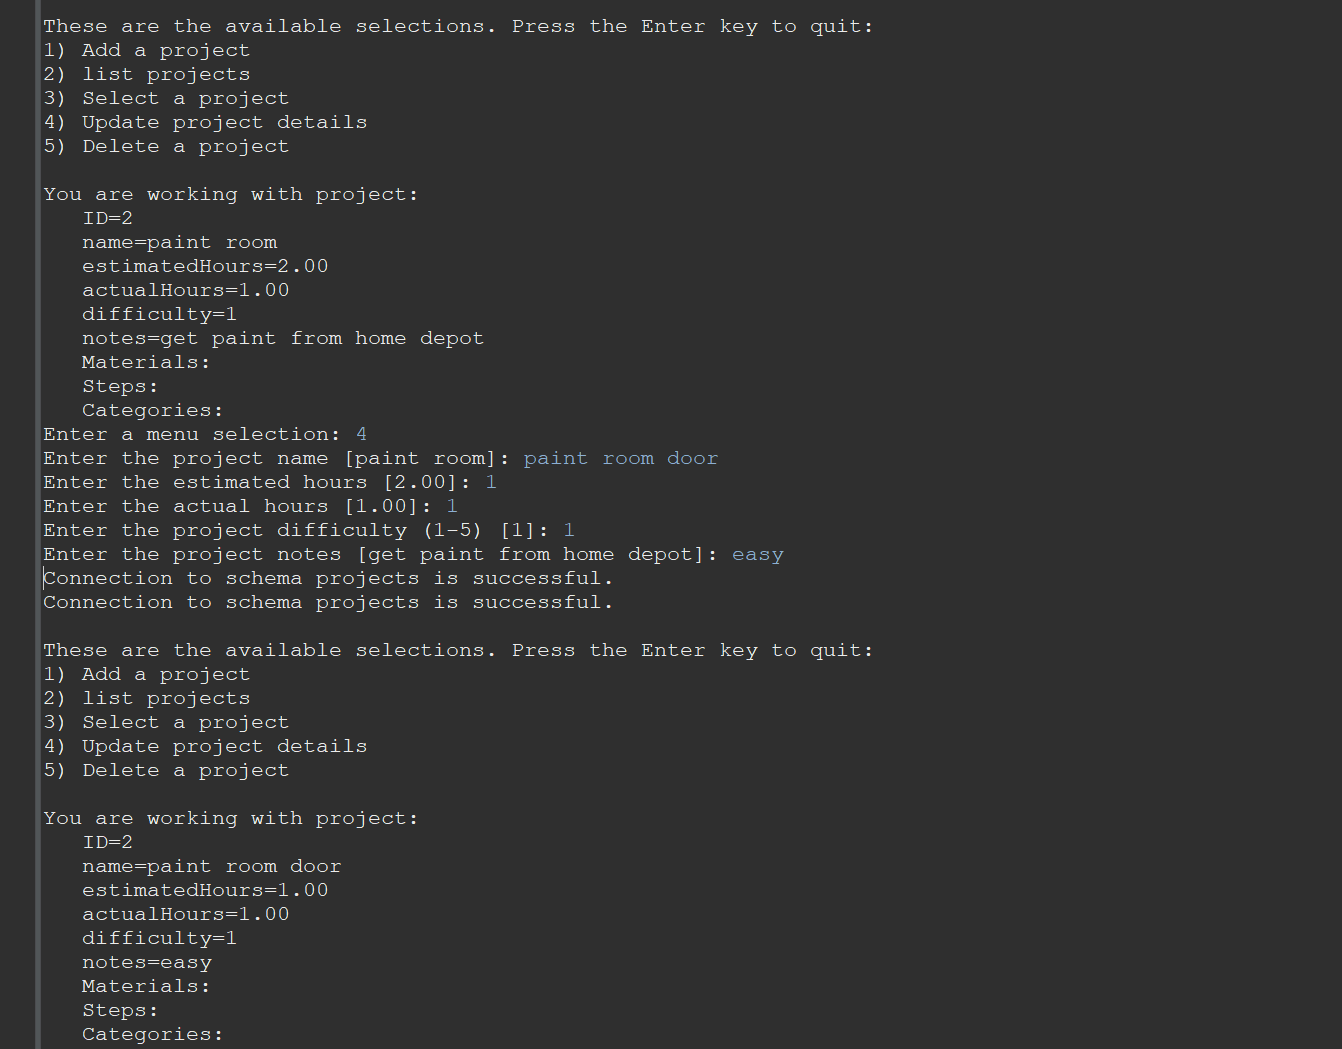 These are the available selections. Press the Enter key to quit:
1) Add a project
2) list projects
3) Select a project
4) Update project details
5) Delete a project
You are working with project:
ID=2
name=paint room
estimatedHours=2.00
actualHours=1.00
difficulty=1
notes=get paint from home depot
Materials:
Steps:
Categories:
Enter a menu selection: 4
Enter the project name [paint room]: paint room door
Enter the estimated hours [2.00]: 1
Enter the actual hours [1.00]: 1
Enter the project difficulty (1-5) [1]: 1
Enter the project notes [get paint from home depot]: easy
Connection to schema projects is successful.
Connection to schema projects is successful.
These are the available selections. Press the Enter key to quit:
1) Add a project
2) list projects
3) Select a project
4) Update project details
5) Delete a project
You are working with project:
ID=2
name=paint room door
estimatedHours=1.00
actualHours=1.00
difficulty=1
notes=easy
Materials:
Steps:
Categories: